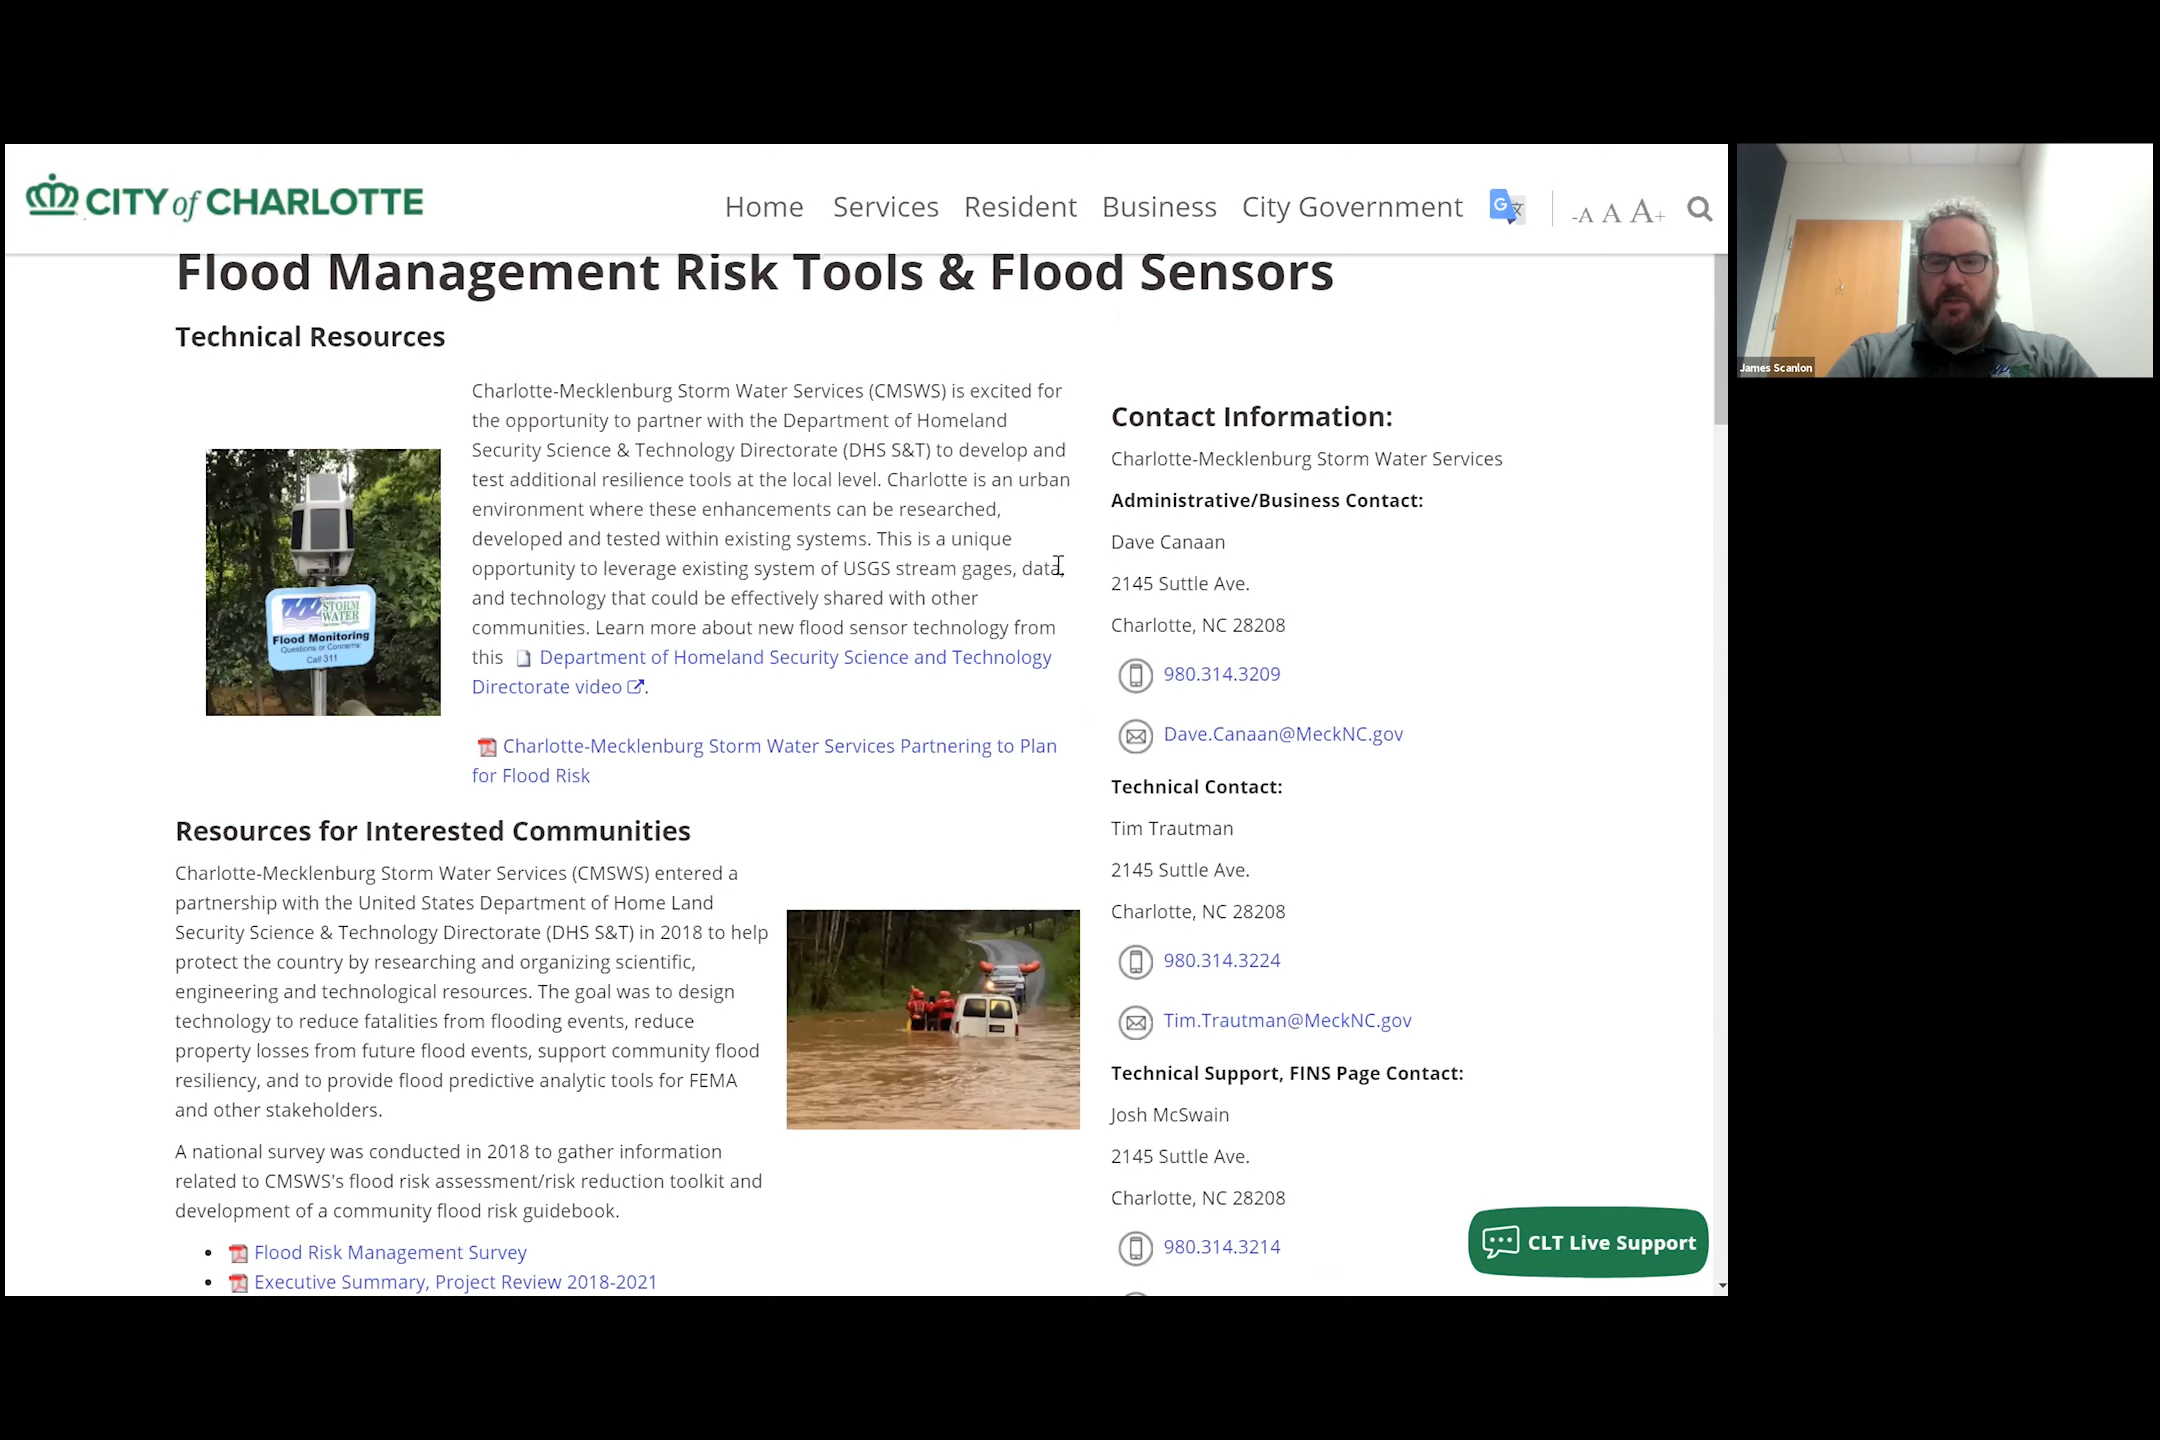 CITY of CHARLOTTE
Home Services Resident Business City Government
G 文 -A A A+
Flood Management Risk Tools & Flood Sensors
Technical Resources
Charlotte-Mecklenburg Storm Water Services (CMSWS) is excited for
the opportunity to partner with the Department of Homeland
Security Science & Technology Directorate (DHS S&T) to develop and
test additional resilience tools at the local level. Charlotte is an urban
environment where these enhancements can be researched,
developed and tested within existing systems. This is a unique
opportunity to leverage existing system of USGS stream gages, data,
and technology that could be effectively shared with other
communities. Learn more about new flood sensor technology from
this Department of Homeland Security Science and Technology
Directorate video.
Charlotte-Mecklenburg Storm Water Services Partnering to Plan
for Flood Risk
STORM
WATER
Services
Flood Monitoring
Questions or Concerns:
Call 311
Resources for Interested Communities
Charlotte-Mecklenburg Storm Water Services (CMSWS) entered a
partnership with the United States Department of Home Land
Security Science & Technology Directorate (DHS S&T) in 2018 to help
protect the country by researching and organizing scientific,
engineering and technological resources. The goal was to design
technology to reduce fatalities from flooding events, reduce
property losses from future flood events, support community flood
resiliency, and to provide flood predictive analytic tools for FEMA
and other stakeholders.
A national survey was conducted in 2018 to gather information
related to CMSWS's flood risk assessment/risk reduction toolkit and
development of a community flood risk guidebook.
• Flood Risk Management Survey
• Executive Summary, Project Review 2018-2021
Contact Information:
Charlotte-Mecklenburg Storm Water Services
Administrative/Business Contact:
Dave Canaan
2145 Suttle Ave.
Charlotte, NC 28208
980.314.3209
Dave.Canaan@MeckNC.gov
Technical Contact:
Tim Trautman
2145 Suttle Ave.
Charlotte, NC 28208
980.314.3224
Tim.Trautman@MeckNC.gov
Technical Support, FINS Page Contact:
Josh McSwain
2145 Suttle Ave.
Charlotte, NC 28208
980.314.3214
CLT Live Support
James Scanlon